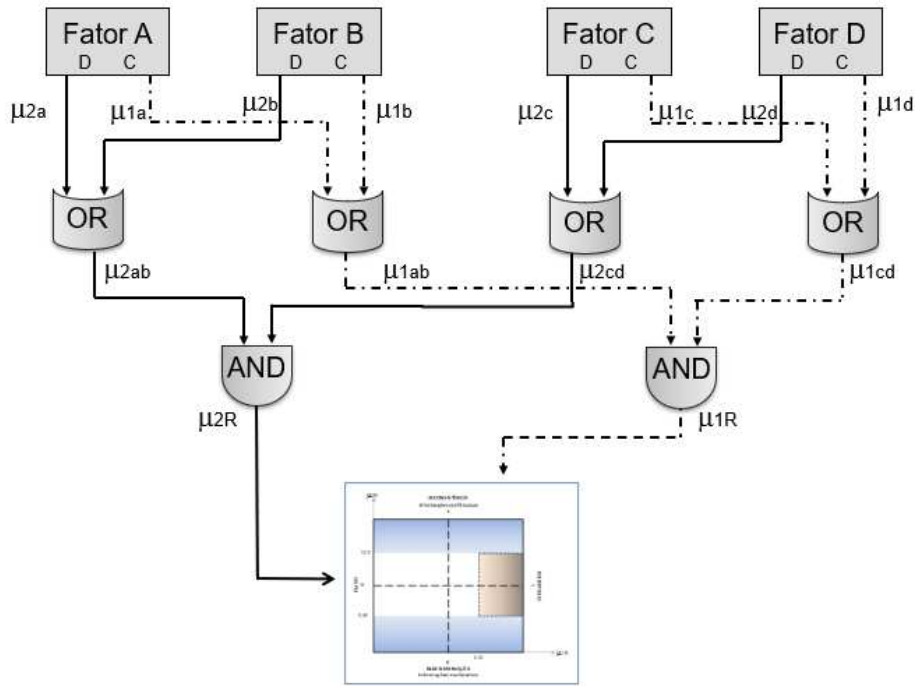 Fator A
D C
Fator B
D C
Fator C
D C
Fator D
D C
μ2a
μ1a
μ2b
μ1b
μ2c
μ1c
μ2d
μ1d
OR
OR
OR
OR
μ2ab
μ1ab
μ2cd
μ1cd
AND
AND
μ2R
μ1R